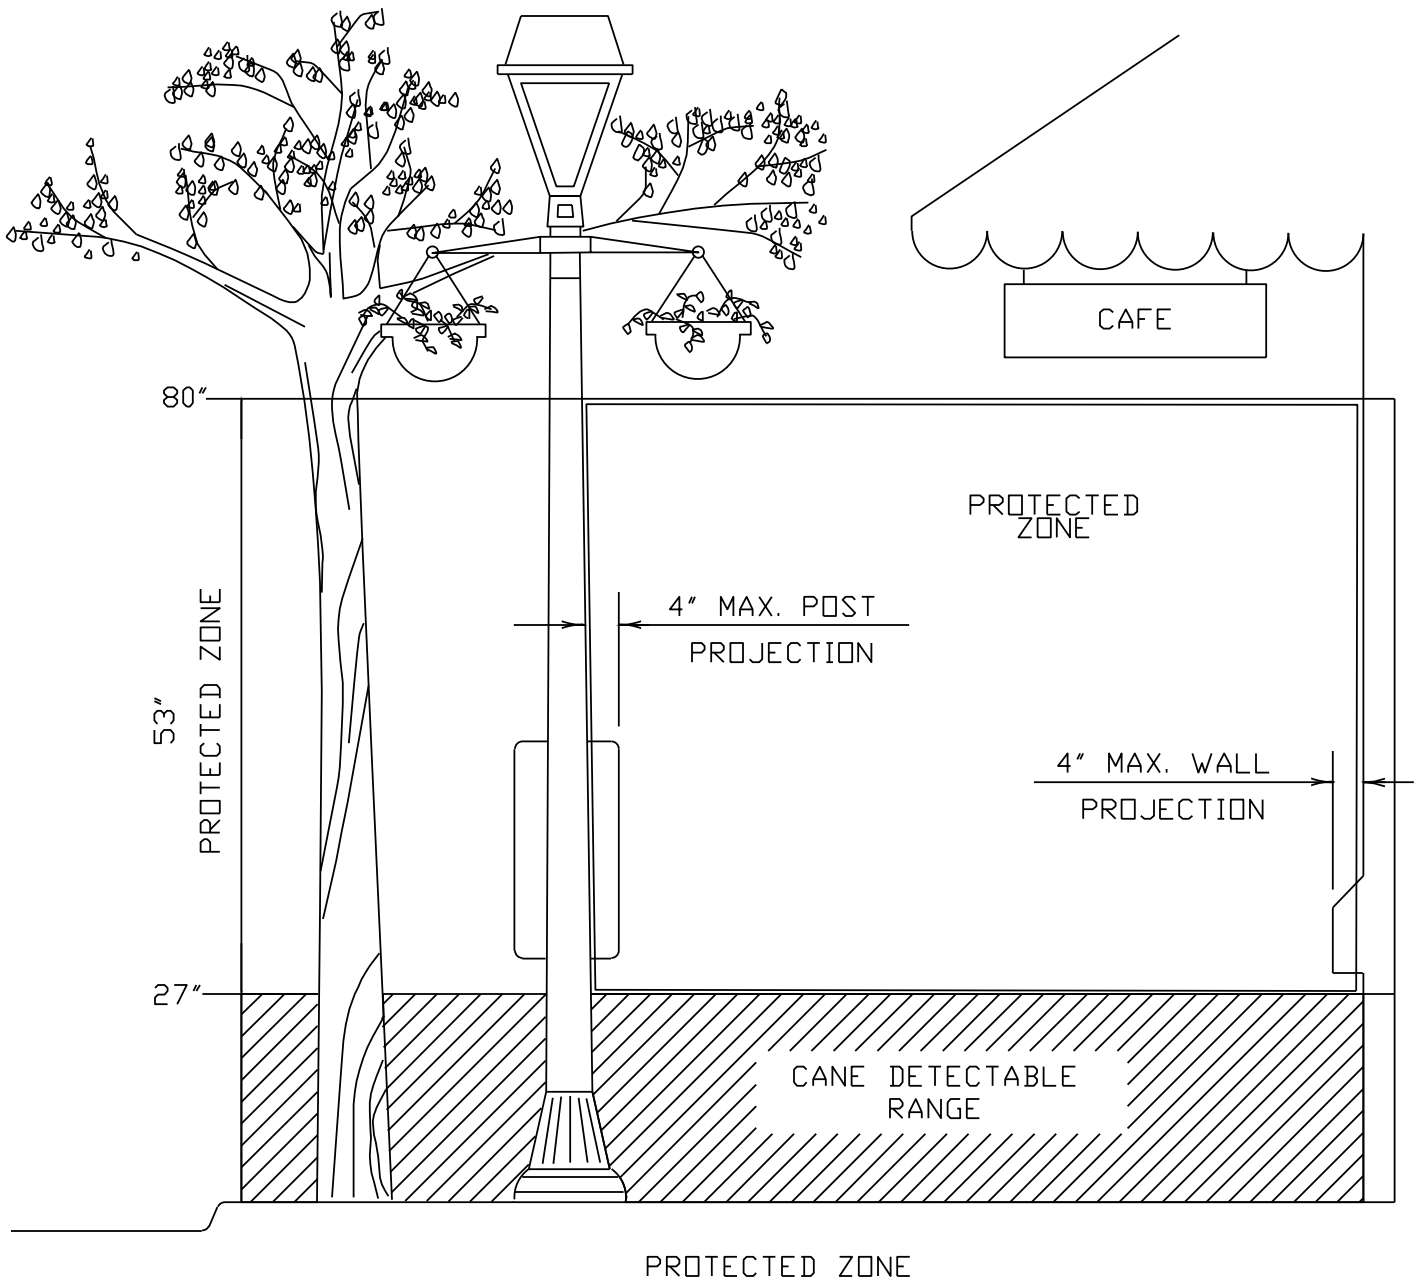 CAFE
80″
PROTECTED
ZONE
4″ MAX. POST
PROJECTION
53″
PROTECTED ZONE
4″ MAX. WALL
PROJECTION
27″
CANE DETECTABLE
RANGE
PROTECTED ZONE